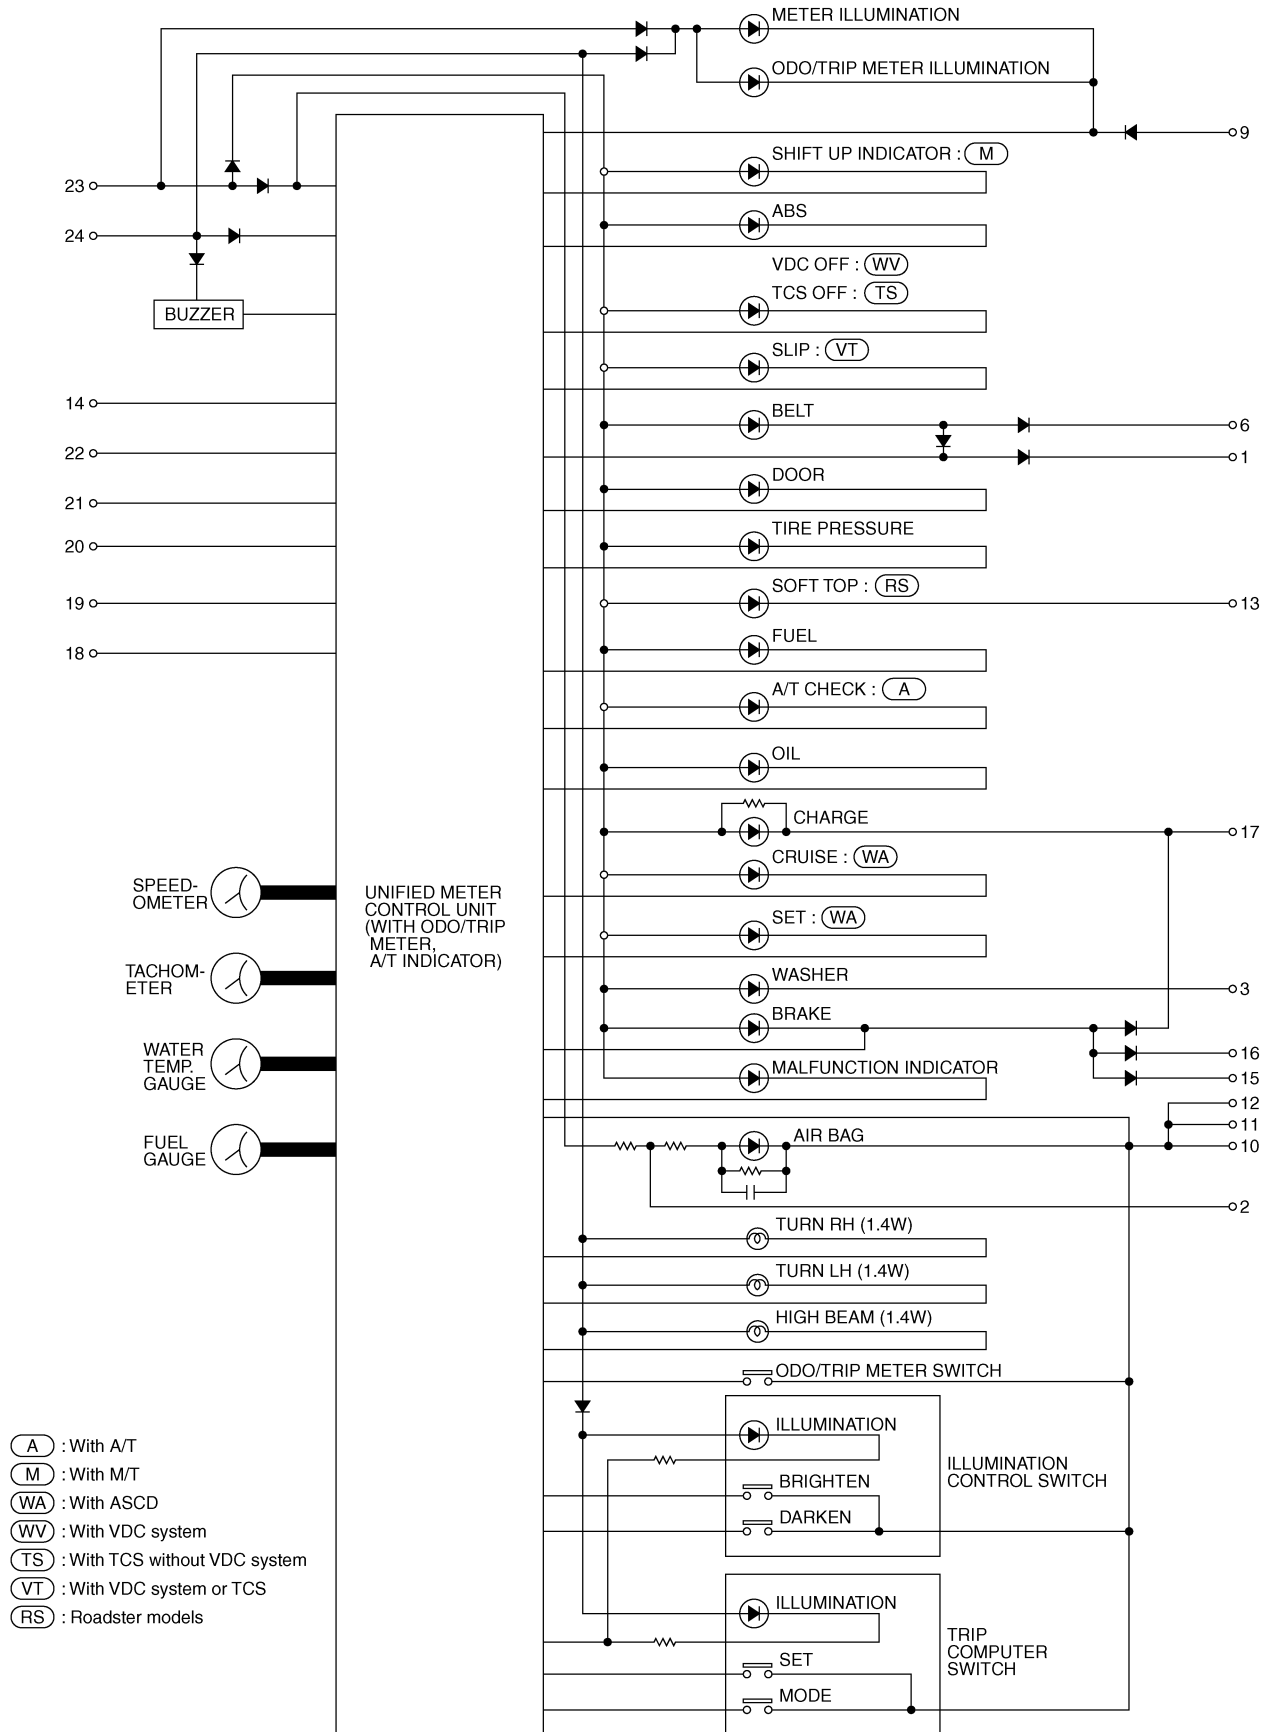 METER ILLUMINATION
ODO/TRIP METER ILLUMINATION
9
SHIFT UP INDICATOR : M
23
ABS
24
VDC OFF : WV
TCS OFF : TS
BUZZER
SLIP : VT
14
BELT
6
22
1
DOOR
21
TIRE PRESSURE
20
SOFT TOP : RS
19
13
FUEL
18
A/T CHECK : A
OIL
CHARGE
17
CRUISE : WA
SPEED-
OMETER
UNIFIED METER
CONTROL UNIT
(WITH ODO/TRIP
METER,
A/T INDICATOR)
SET : WA
TACHOM-
ETER
WASHER
3
BRAKE
WATER
TEMP.
GAUGE
16
MALFUNCTION INDICATOR
15
12
11
FUEL
GAUGE
AIR BAG
10
2
TURN RH (1.4W)
TURN LH (1.4W)
HIGH BEAM (1.4W)
ODO/TRIP METER SWITCH
ILLUMINATION
ILLUMINATION
CONTROL SWITCH
BRIGHTEN
DARKEN
A : With A/T
M : With M/T
WA : With ASCD
WV : With VDC system
TS : With TCS without VDC system
VT : With VDC system or TCS
RS : Roadster models
ILLUMINATION
TRIP
COMPUTER
SWITCH
SET
MODE